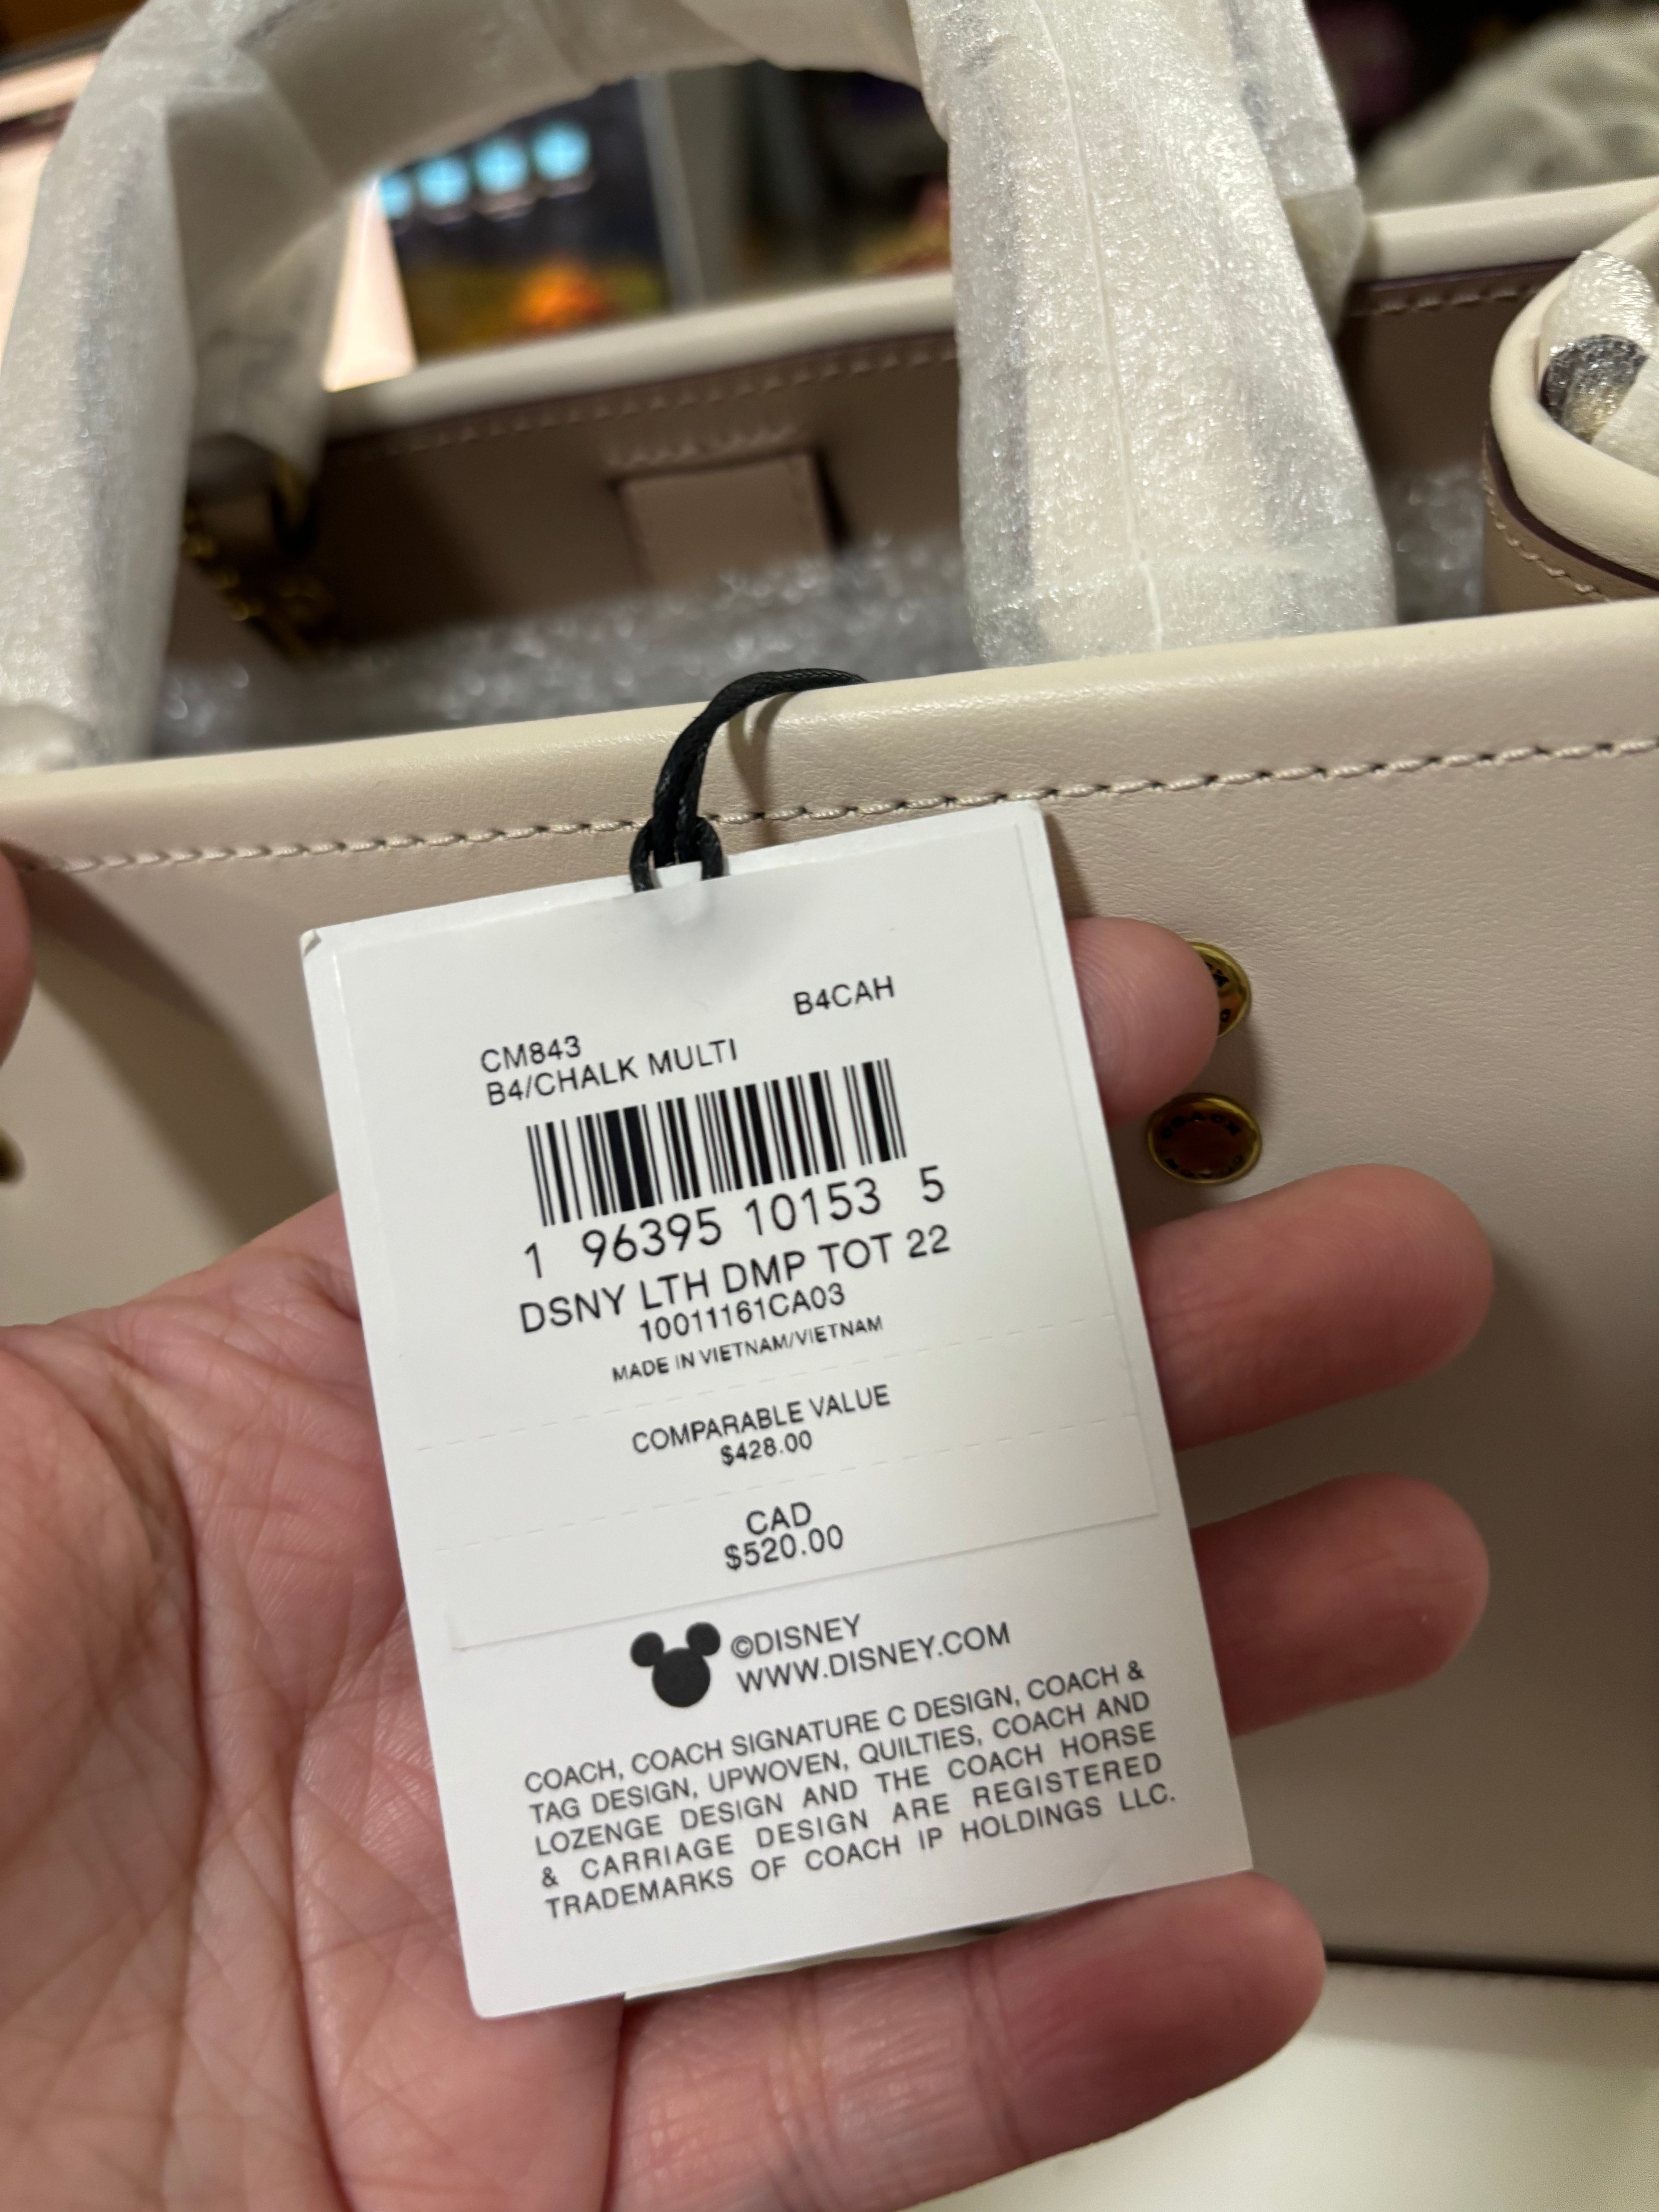 B4CAH
CM843
B4/CHALK MULTI
1 96395 10153 5
DSNY LTH DMP TOT 22
10011161CA03
MADE IN VIETNAM/VIETNAM
COMPARABLE VALUE
$428.00
CAD
$520.00
©DISNEY
WWW.DISNEY.COM
COACH, COACH SIGNATURE C DESIGN, COACH &
TAG DESIGN, UPWOVEN, QUILTIES, COACH AND
LOZENGE DESIGN AND THE COACH HORSE
& CARRIAGE DESIGN ARE REGISTERED
TRADEMARKS OF COACH IP HOLDINGS LLC.